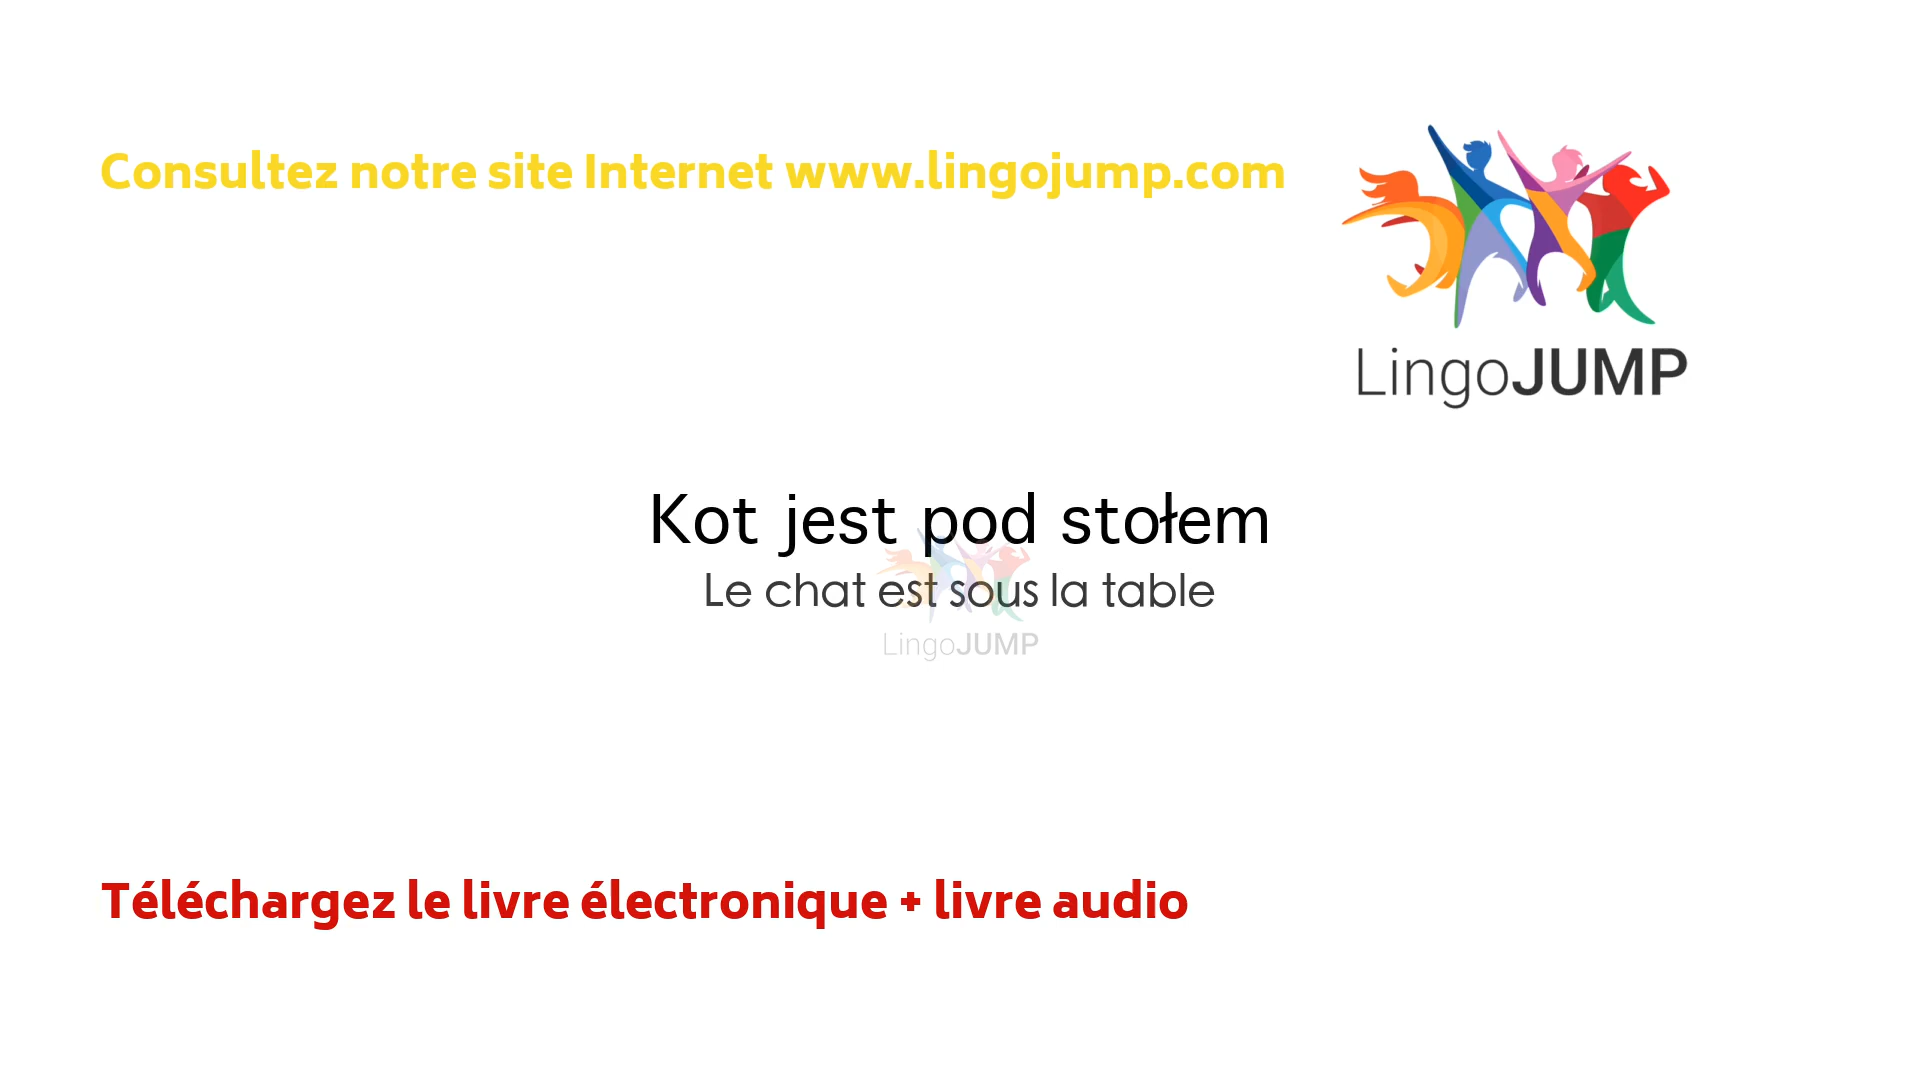 Consultez notre site Internet www.lingojump.com
LingoJUMP
Kot jest pod stołem
Le chat est sous la table
LingoJUMP
Téléchargez le livre électronique + livre audio